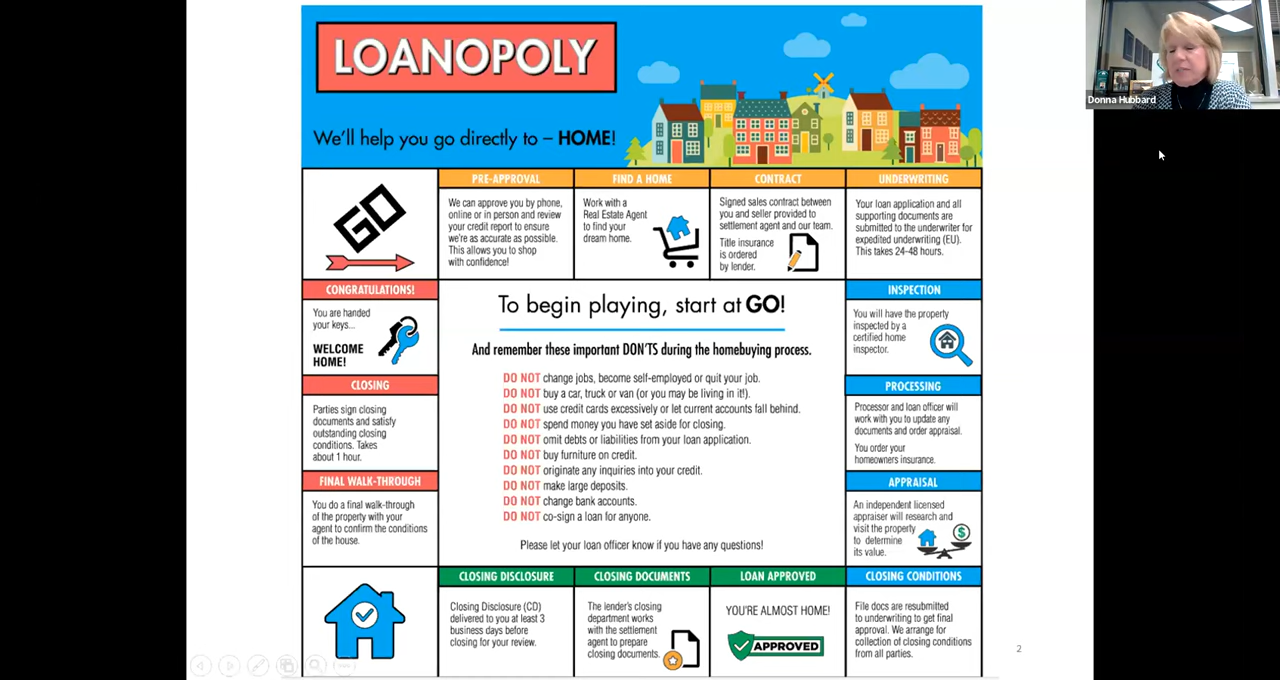 LOANOPOLY
We'll help you go directly to – HOME!
Donna Hubbard
GO
PRE-APPROVAL
We can approve you by phone,
online or in person and review
your credit report to ensure
we're as accurate as possible.
This allows you to shop
with confidence!
FIND A HOME
Work with a
Real Estate Agent
to find your
dream home.
CONTRACT
Signed sales contract between
you and seller provided to
settlement agent and our team.
Title insurance
is ordered
by lender.
UNDERWRITING
Your loan application and all
supporting documents are
submitted to the underwriter for
expedited underwriting (EU).
This takes 24-48 hours.
CONGRATULATIONS!
You are handed
your keys...
WELCOME
HOME!
CLOSING
Parties sign closing
documents and satisfy
outstanding closing
conditions. Takes
about 1 hour.
FINAL WALK-THROUGH
You do a final walk-through
of the property with your
agent to confirm the conditions
of the house.
To begin playing, start at GO!
And remember these important DON'TS during the homebuying process.
DO NOT change jobs, become self-employed or quit your job.
DO NOT buy a car, truck or van (or you may be living in it!).
DO NOT use credit cards excessively or let current accounts fall behind.
DO NOT spend money you have set aside for closing.
DO NOT omit debts or liabilities from your loan application.
DO NOT buy furniture on credit.
DO NOT originate any inquiries into your credit.
DO NOT make large deposits.
DO NOT change bank accounts.
DO NOT co-sign a loan for anyone.
Please let your loan officer know if you have any questions!
INSPECTION
You will have the property
inspected by a
certified home
inspector.
PROCESSING
Processor and loan officer will
work with you to update any
documents and order appraisal.
You order your
homeowners insurance.
APPRAISAL
An independent licensed
appraiser will research and
visit the property
to determine
its value.
$
CLOSING DISCLOSURE
Closing Disclosure (CD)
delivered to you at least 3
business days before
closing for your review.
CLOSING DOCUMENTS
The lender's closing
department works
with the settlement
agent to prepare
closing documents.
LOAN APPROVED
YOU'RE ALMOST HOME!
APPROVED
CLOSING CONDITIONS
File docs are resubmitted
to underwriting to get final
approval. We arrange for
collection of closing conditions
from all parties.
2